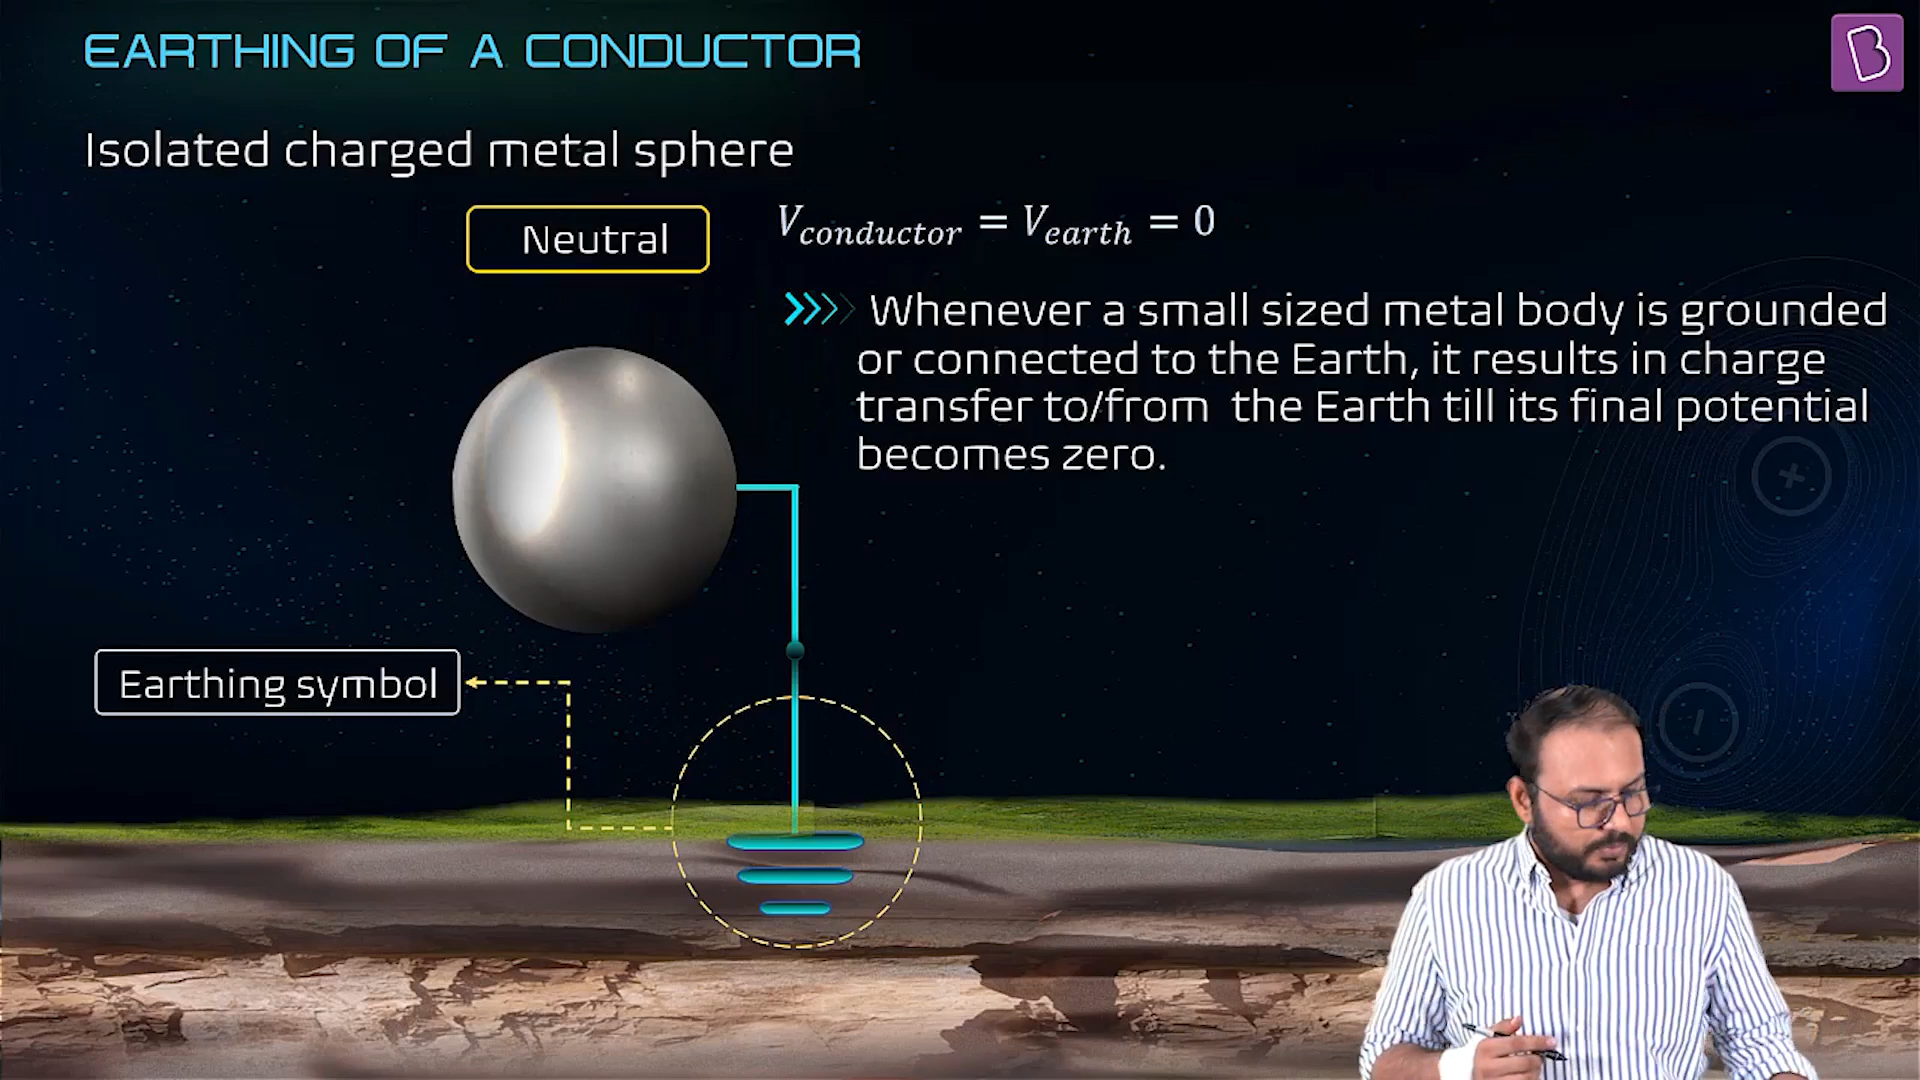 EARTHING OF A CONDUCTOR
B
Isolated charged metal sphere
Neutral
V_conductor = V_earth = 0
Whenever a small sized metal body is grounded
or connected to the Earth, it results in charge
transfer to/from the Earth till its final potential
becomes zero.
Earthing symbol